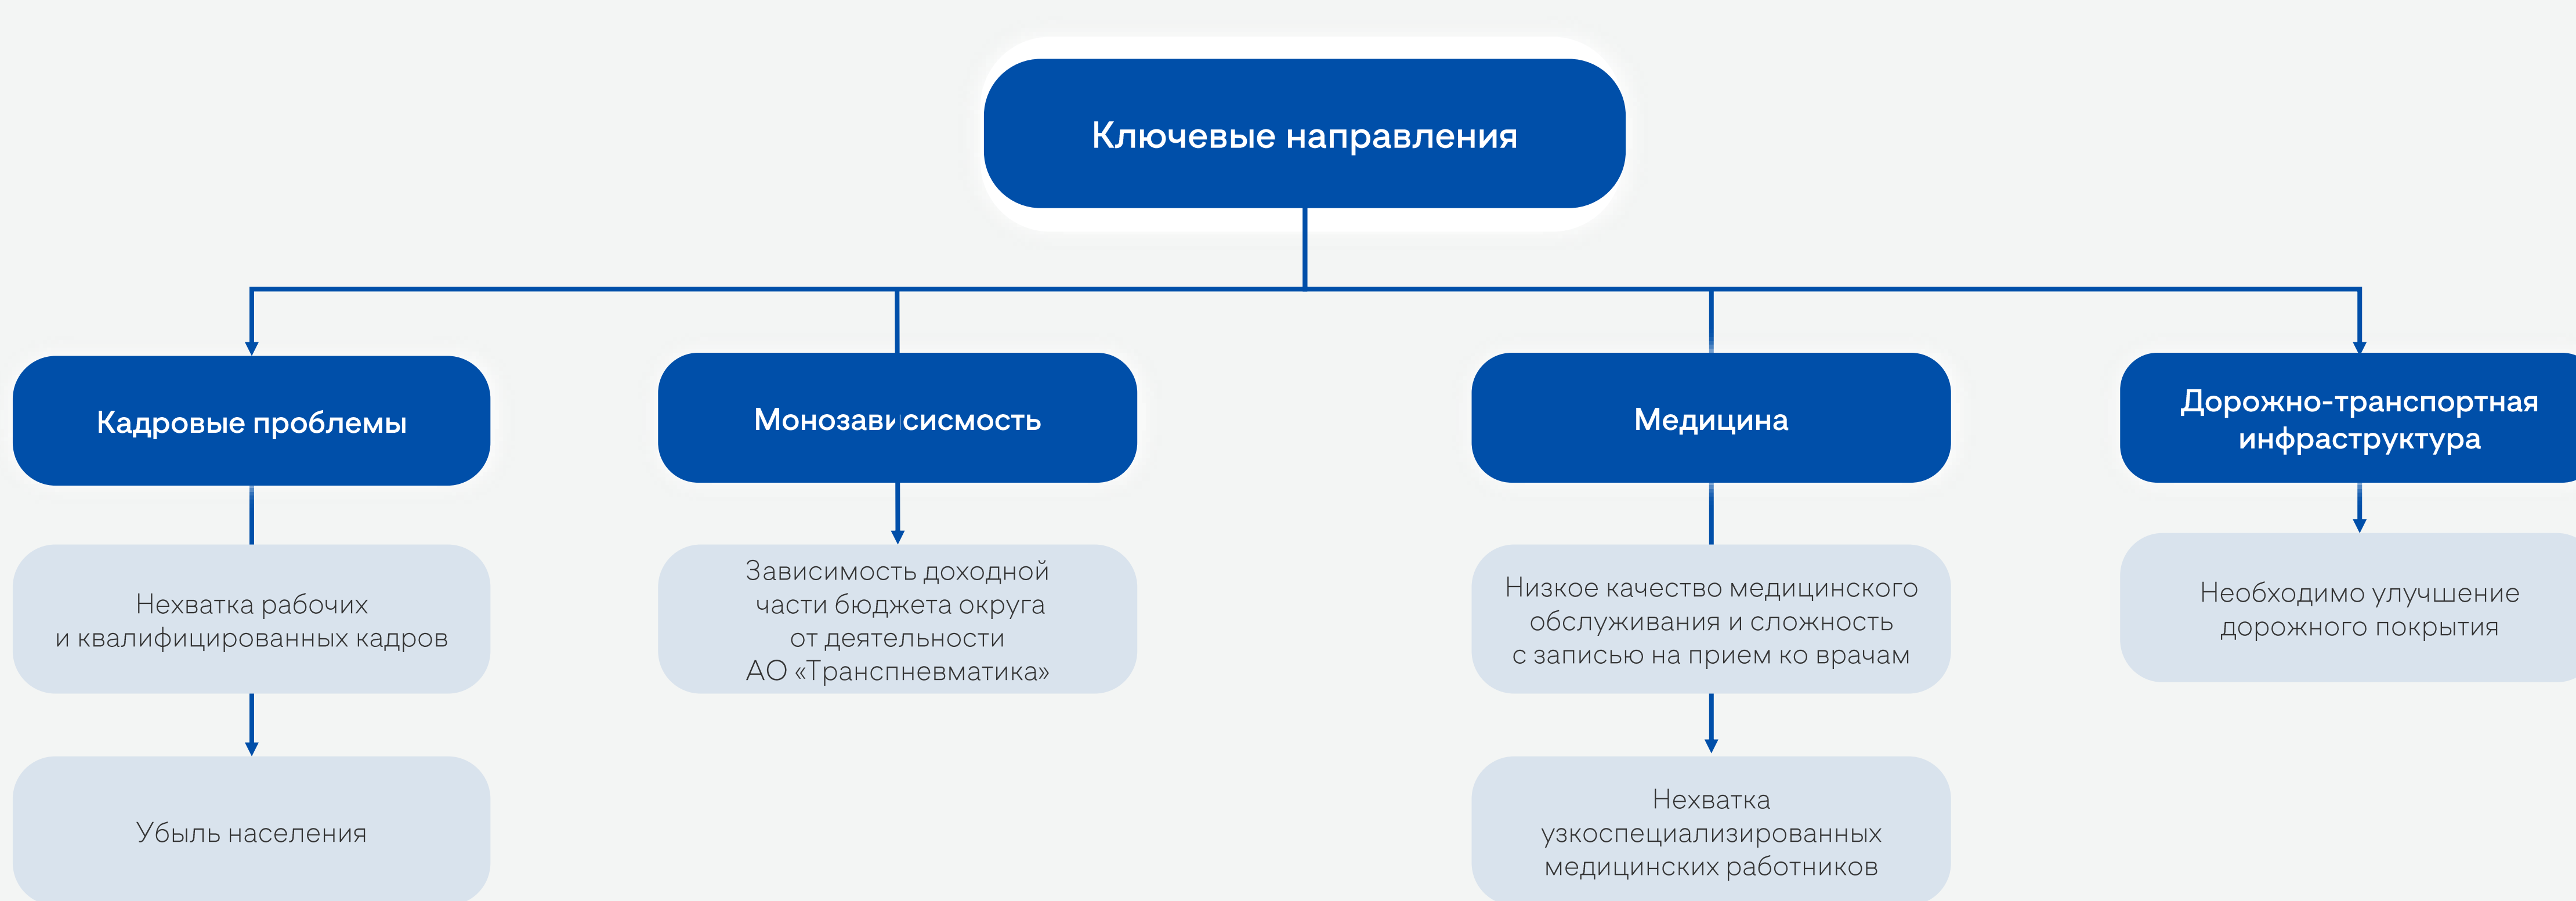 Ключевые направления
Кадровые проблемы
Монозависисмость
Медицина
Дорожно-транспортная
инфраструктура
Нехватка рабочих
и квалифицированных кадров
Зависимость доходной
части бюджета округа
от деятельности
АО «Транспневматика»
Низкое качество медицинского
обслуживания и сложность
с записью на прием ко врачам
Необходимо улучшение
дорожного покрытия
Убыль населения
Нехватка
узкоспециализированных
медицинских работников